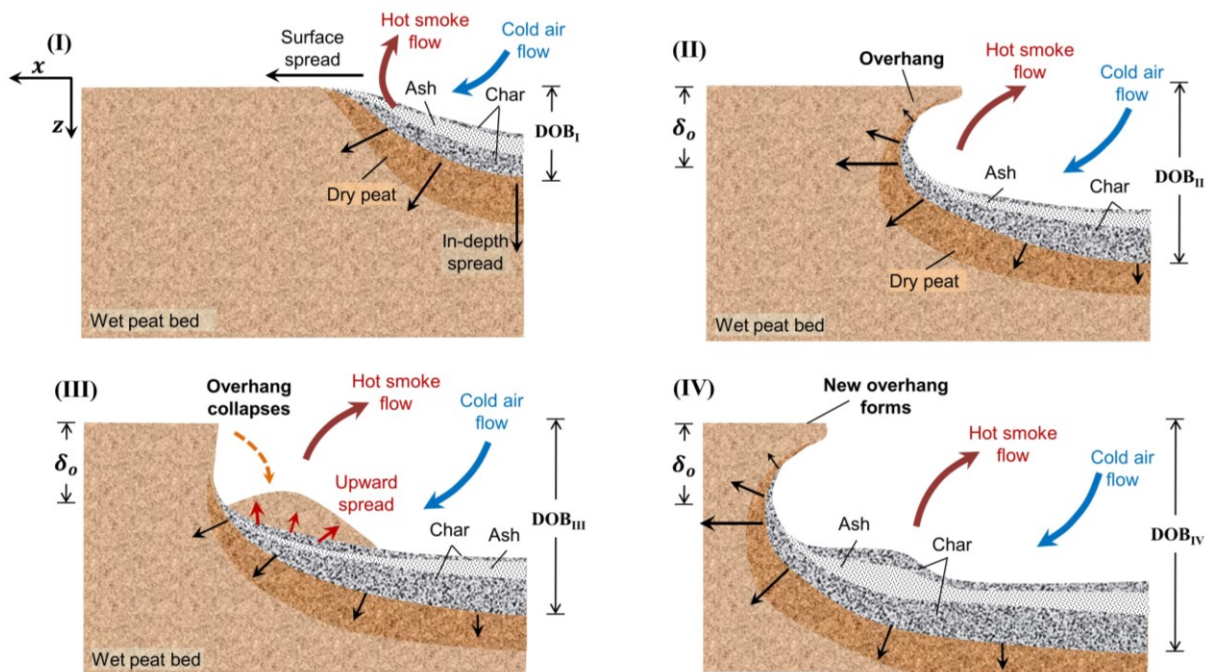 (I)
Surface
spread
Hot smoke
flow
Cold air
flow
x
z
Ash
Char
DOB_I
Dry peat
In-depth
spread
Wet peat bed
(II)
Overhang
Hot smoke
flow
Cold air
flow
δ_o
Ash
Char
DOB_II
Dry peat
Wet peat bed
(III)
Overhang
collapses
Hot smoke
flow
Cold air
flow
δ_o
Upward
spread
Char
Ash
DOB_III
Wet peat bed
(IV)
New overhang
forms
Hot smoke
flow
Cold air
flow
δ_o
Ash
Char
DOB_IV